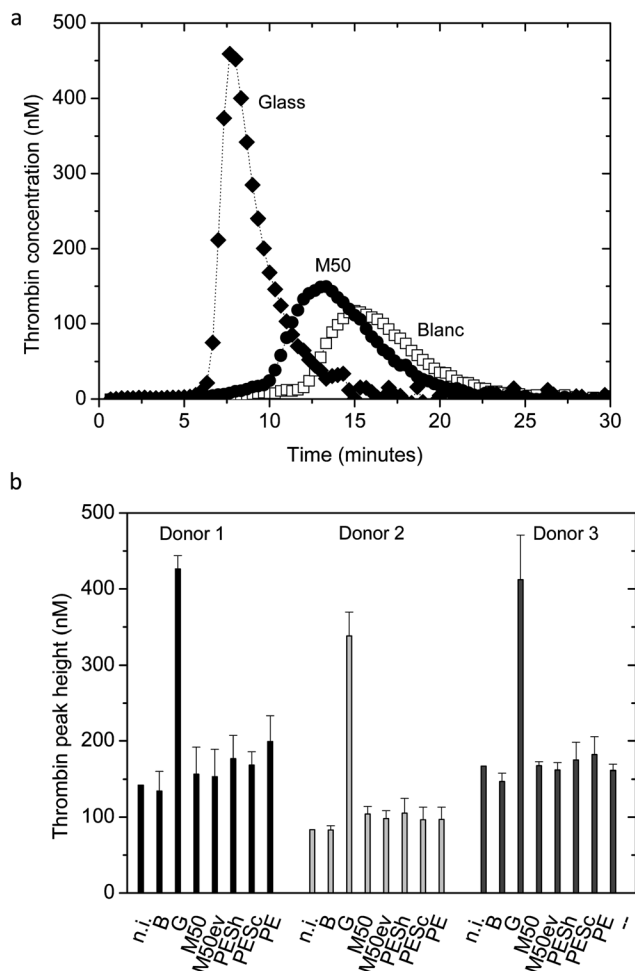 a
500
400
300
200
100
0
Thrombin concentration (nM)
Glass
M50
Blanc
0 5 10 15 20 25 30
Time (minutes)
b
500
400
300
200
100
0
Thrombin peak height (nM)
Donor 1 Donor 2 Donor 3
n.i. B G M50 M50ev PESh PESc PE n.i. B G M50 M50ev PESh PESc PE n.i. B G M50 M50ev PESh PESc PE --